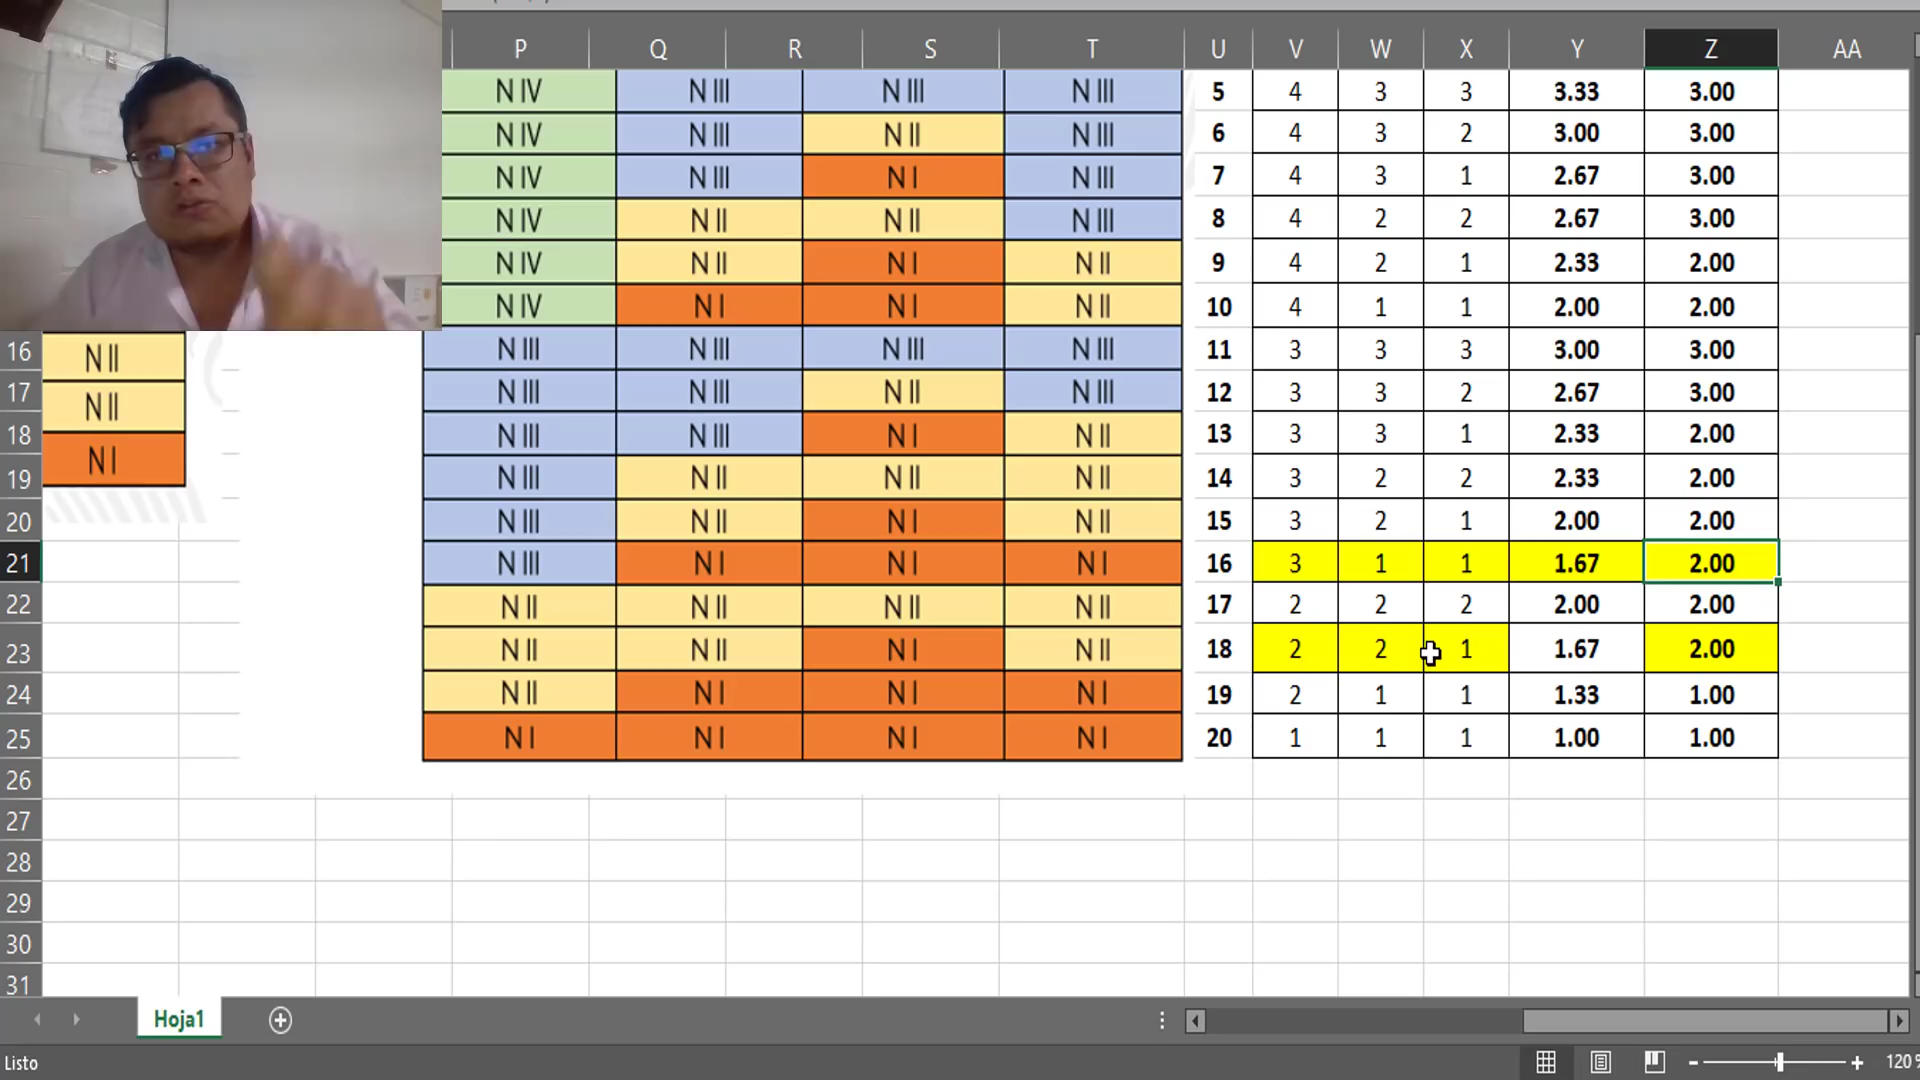 P Q R S T U V W X Y Z AA
N IV N III N III N III 5 4 3 3 3.33 3.00
N IV N III N II N III 6 4 3 2 3.00 3.00
N IV N III N I N III 7 4 3 1 2.67 3.00
N IV N II N II N III 8 4 2 2 2.67 3.00
N IV N II N I N II 9 4 2 1 2.33 2.00
N IV N I N I N II 10 4 1 1 2.00 2.00
16 N II N III N III N III N III 11 3 3 3 3.00 3.00
17 N II N III N III N II N III 12 3 3 2 2.67 3.00
18 N I N III N III N I N II 13 3 3 1 2.33 2.00
19 N III N II N II N II 14 3 2 2 2.33 2.00
20 N III N II N I N II 15 3 2 1 2.00 2.00
21 N III N I N I N I 16 3 1 1 1.67 2.00
22 N II N II N II N II 17 2 2 2 2.00 2.00
23 N II N II N I N II 18 2 2 1 1.67 2.00
24 N II N I N I N I 19 2 1 1 1.33 1.00
25 N I N I N I N I 20 1 1 1 1.00 1.00
26
27
28
29
30
31
Hoja1
Listo
120%